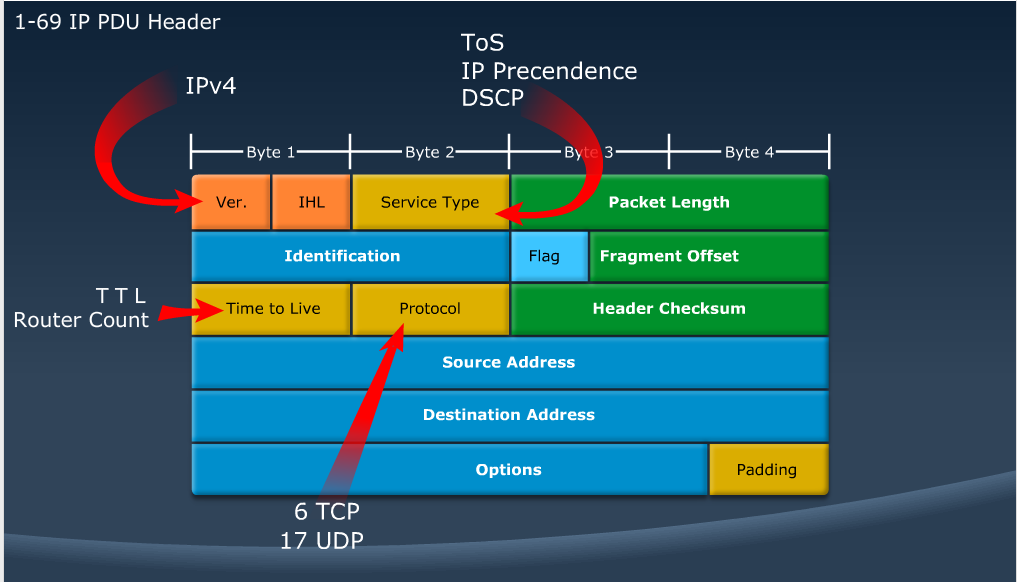 1-69 IP PDU Header
ToS
IP Precendence
DSCP
IPv4
Byte 1
Byte 2
Byte 3
Byte 4
Ver.
IHL
Service Type
Packet Length
Identification
Flag
Fragment Offset
T T L
Router Count
Time to Live
Protocol
Header Checksum
Source Address
Destination Address
Options
Padding
6 TCP
17 UDP